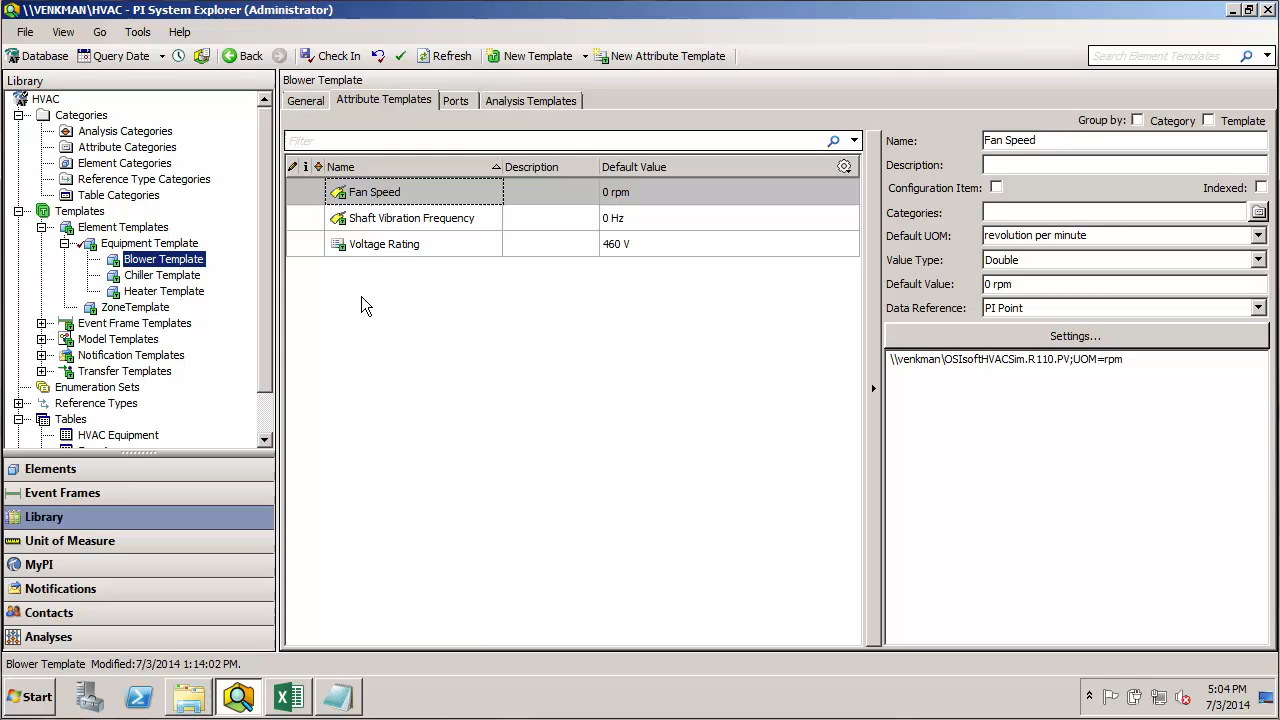 \\VENKMAN\HVAC - PI System Explorer (Administrator)
File View Go Tools Help
Database Query Date Back Check In Refresh New Template New Attribute Template Search Element Templates
Library
HVAC
Categories
Analysis Categories
Attribute Categories
Element Categories
Reference Type Categories
Table Categories
Templates
Element Templates
Equipment Template
Blower Template
Chiller Template
Heater Template
ZoneTemplate
Event Frame Templates
Model Templates
Notification Templates
Transfer Templates
Enumeration Sets
Reference Types
Tables
HVAC Equipment
Elements
Event Frames
Library
Unit of Measure
MyPI
Notifications
Contacts
Analyses
Blower Template
General Attribute Templates Ports Analysis Templates
Group by: Category Template
Filter
Name Description Default Value
Fan Speed 0 rpm
Shaft Vibration Frequency 0 Hz
Voltage Rating 460 V
Name: Fan Speed
Description:
Configuration Item: Indexed:
Categories:
Default UOM: revolution per minute
Value Type: Double
Default Value: 0 rpm
Data Reference: PI Point
Settings...
\\venkman\OSIsoftHVACSim.R110.PV;UOM=rpm
Blower Template Modified:7/3/2014 1:14:02 PM.
Start
5:04 PM
7/3/2014